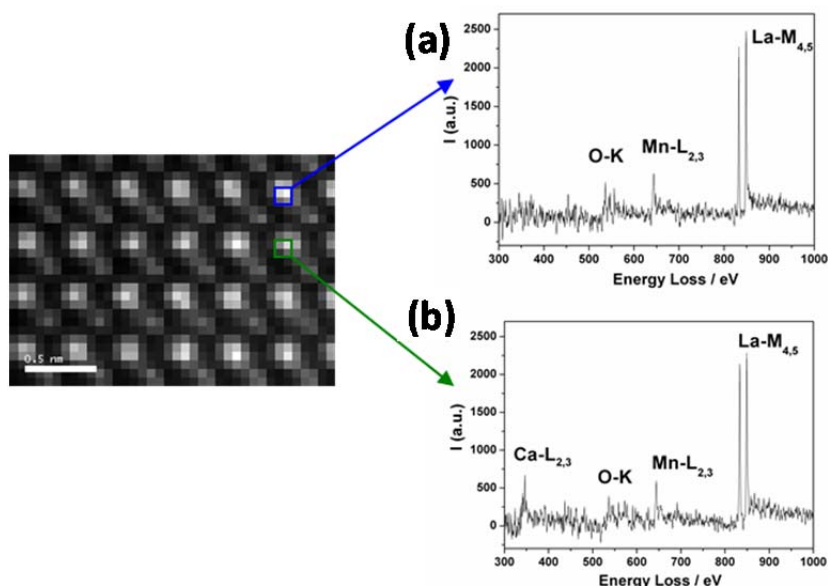 (a)
La-M4,5
2500
2000
1500
1000
500
0
I (a.u.)
O-K
Mn-L2,3
300 400 500 600 700 800 900 1000
Energy Loss / eV
0.5 nm
(b)
La-M4,5
2500
2000
1500
1000
500
0
I (a.u.)
Ca-L2,3
O-K
Mn-L2,3
300 400 500 600 700 800 900 1000
Energy Loss / eV